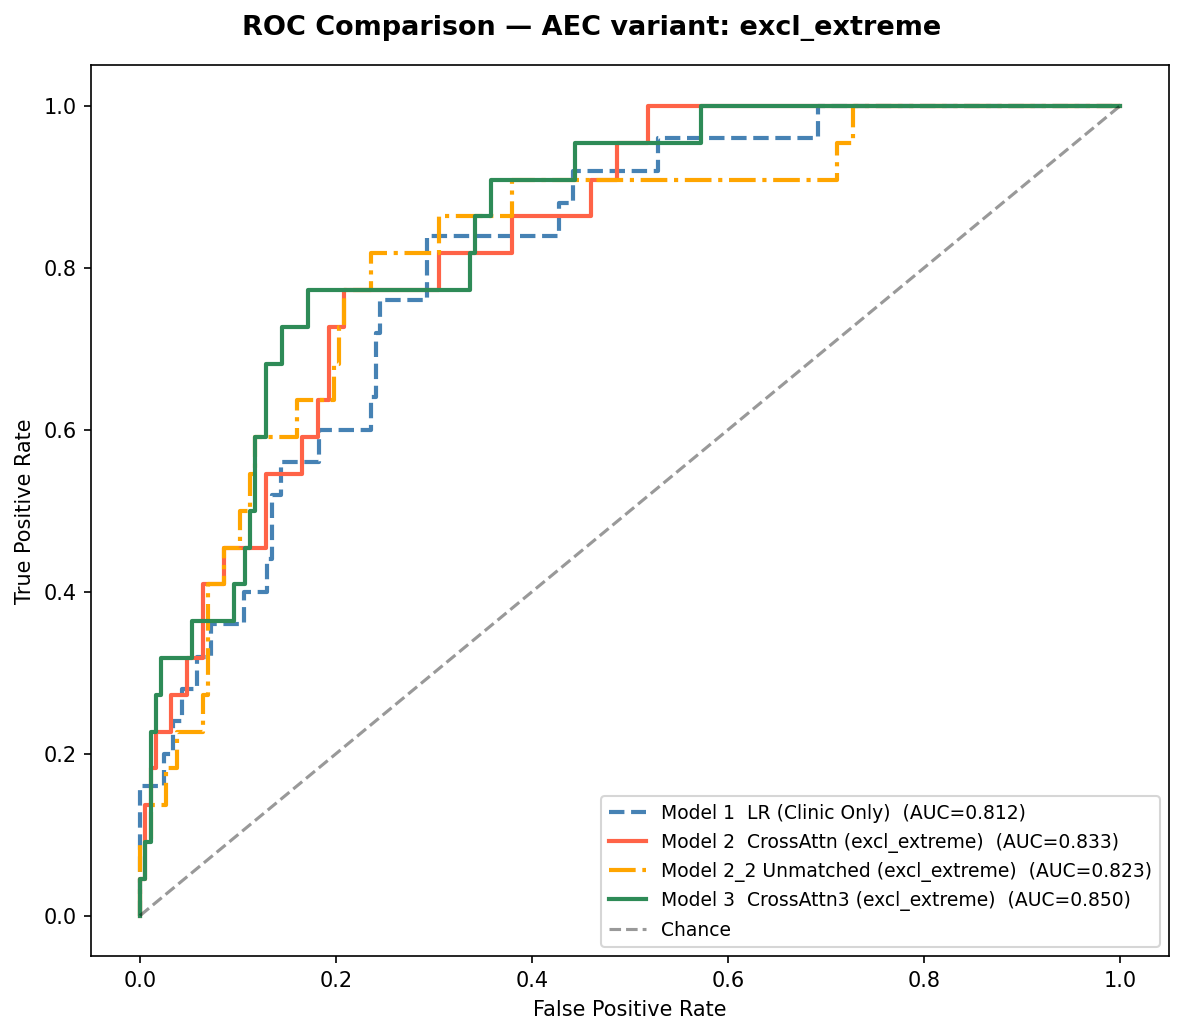 ROC Comparison — AEC variant: excl_extreme
True Positive Rate
1.0
0.8
0.6
0.4
0.2
0.0
Model 1  LR (Clinic Only)  (AUC=0.812)
Model 2  CrossAttn (excl_extreme)  (AUC=0.833)
Model 2_2 Unmatched (excl_extreme)  (AUC=0.823)
Model 3  CrossAttn3 (excl_extreme)  (AUC=0.850)
Chance
0.0 0.2 0.4 0.6 0.8 1.0
False Positive Rate